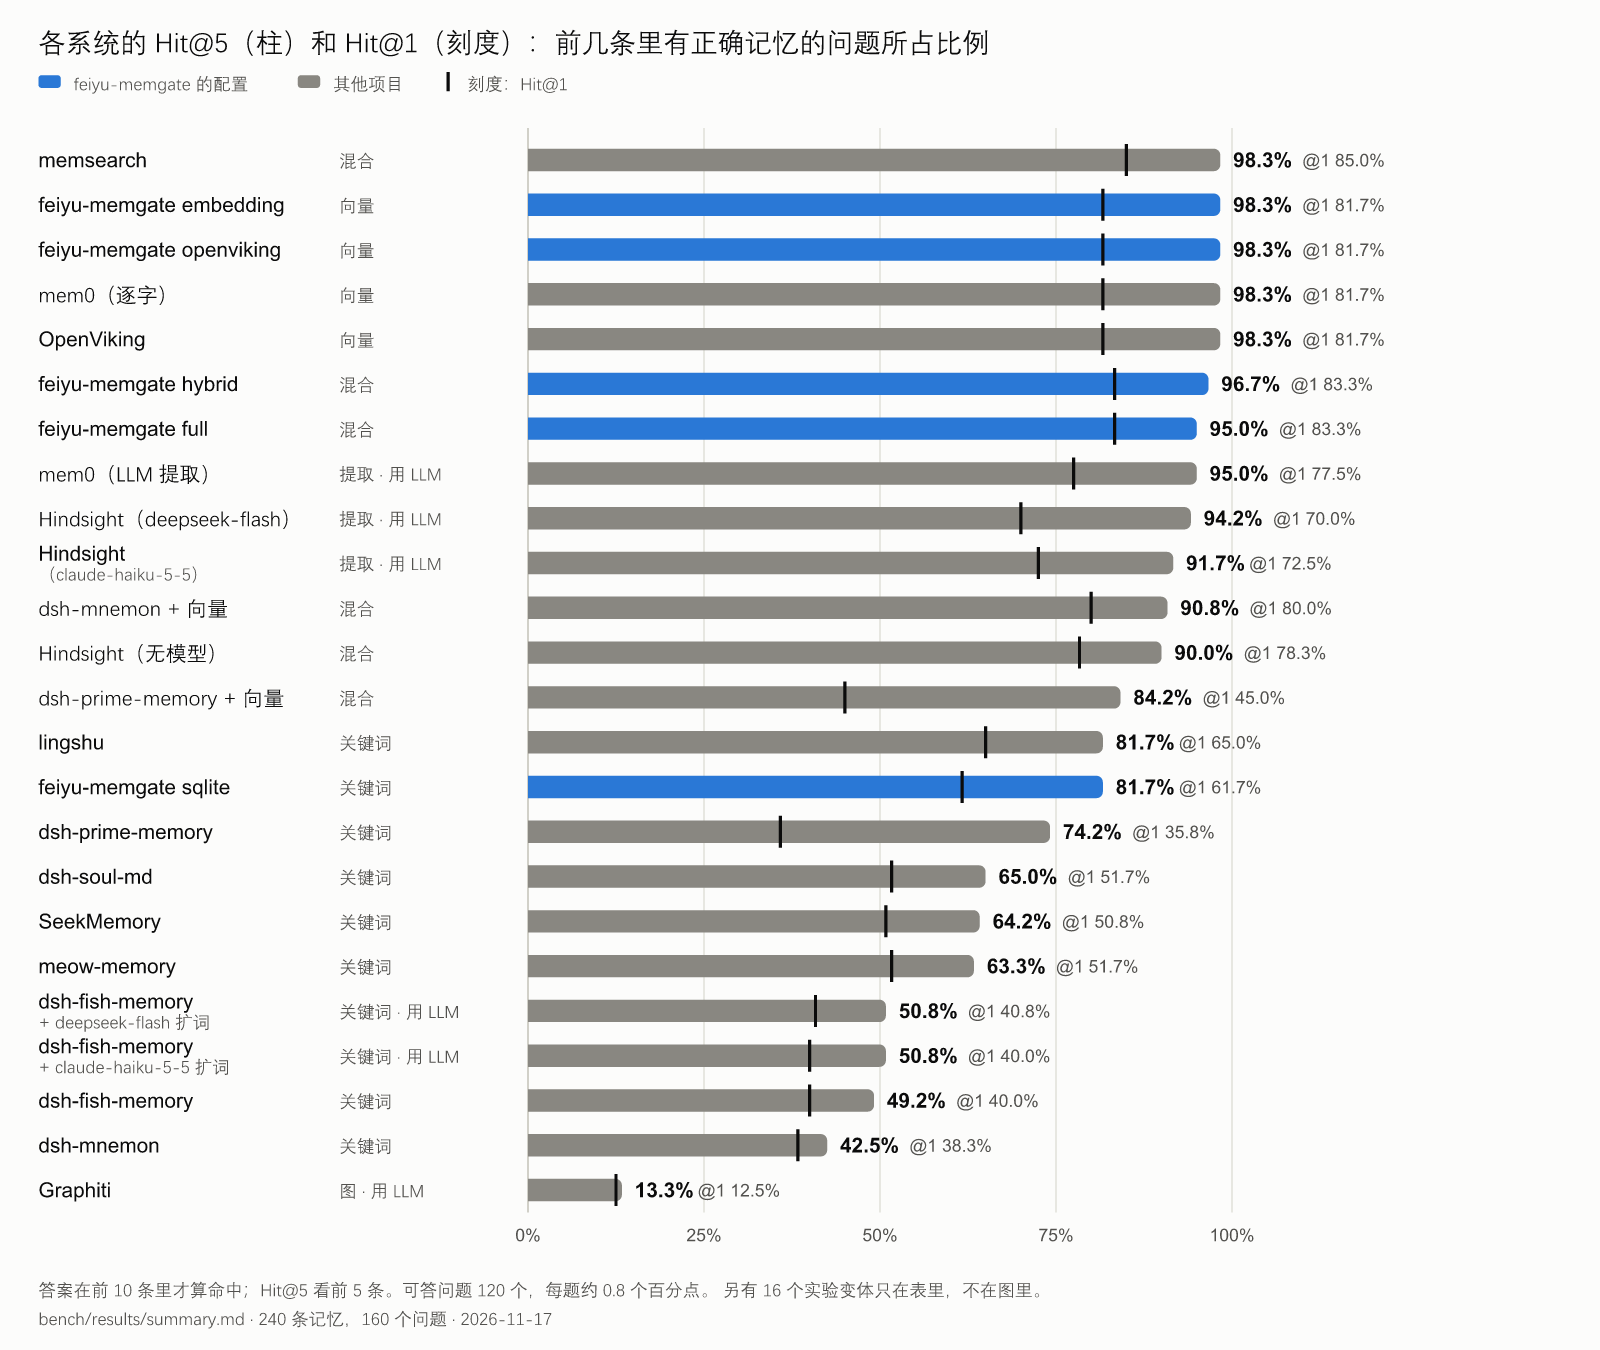 各系统的 Hit@5（柱）和 Hit@1（刻度）：前几条里有正确记忆的问题所占比例
feiyu-memgate 的配置 其他项目 刻度：Hit@1
memsearch 混合 98.3% @1 85.0%
feiyu-memgate embedding 向量 98.3% @1 81.7%
feiyu-memgate openviking 向量 98.3% @1 81.7%
mem0（逐字） 向量 98.3% @1 81.7%
OpenViking 向量 98.3% @1 81.7%
feiyu-memgate hybrid 混合 96.7% @1 83.3%
feiyu-memgate full 混合 95.0% @1 83.3%
mem0（LLM 提取） 提取 · 用 LLM 95.0% @1 77.5%
Hindsight（deepseek-flash） 提取 · 用 LLM 94.2% @1 70.0%
Hindsight
（claude-haiku-5-5） 提取 · 用 LLM 91.7% @1 72.5%
dsh-mnemon + 向量 混合 90.8% @1 80.0%
Hindsight（无模型） 混合 90.0% @1 78.3%
dsh-prime-memory + 向量 混合 84.2% @1 45.0%
lingshu 关键词 81.7% @1 65.0%
feiyu-memgate sqlite 关键词 81.7% @1 61.7%
dsh-prime-memory 关键词 74.2% @1 35.8%
dsh-soul-md 关键词 65.0% @1 51.7%
SeekMemory 关键词 64.2% @1 50.8%
meow-memory 关键词 63.3% @1 51.7%
dsh-fish-memory
+ deepseek-flash 扩词 关键词 · 用 LLM 50.8% @1 40.8%
dsh-fish-memory
+ claude-haiku-5-5 扩词 关键词 · 用 LLM 50.8% @1 40.0%
dsh-fish-memory 关键词 49.2% @1 40.0%
dsh-mnemon 关键词 42.5% @1 38.3%
Graphiti 图 · 用 LLM 13.3% @1 12.5%
0% 25% 50% 75% 100%
答案在前 10 条里才算命中；Hit@5 看前 5 条。可答问题 120 个，每题约 0.8 个百分点。 另有 16 个实验变体只在表里，不在图里。
bench/results/summary.md · 240 条记忆，160 个问题 · 2026-11-17